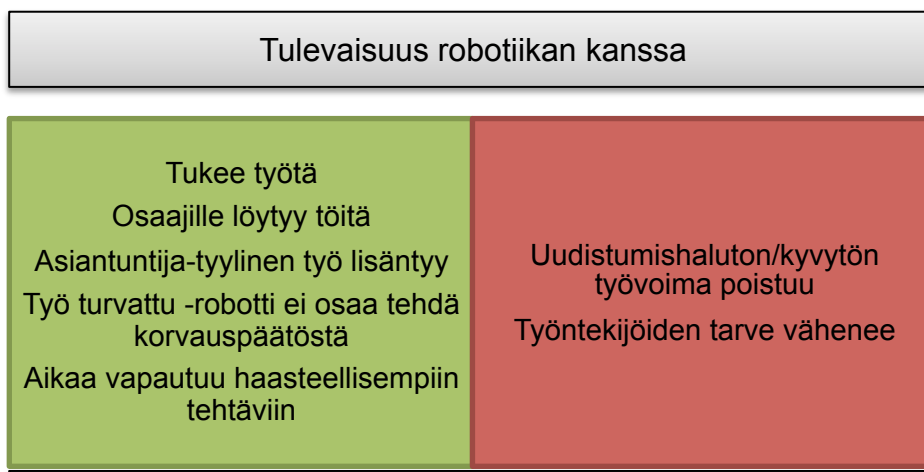 Tulevaisuus robotiikan kanssa
Tukee työtä
Osaajille löytyy töitä
Asiantuntija-tyylinen työ lisäntyy
Työ turvattu -robotti ei osaa tehdä
korvauspäätöstä
Aikaa vapautuu haasteellisempiin
tehtäviin
Uudistumishaluton/kyvytön
työvoima poistuu
Työntekijöiden tarve vähenee